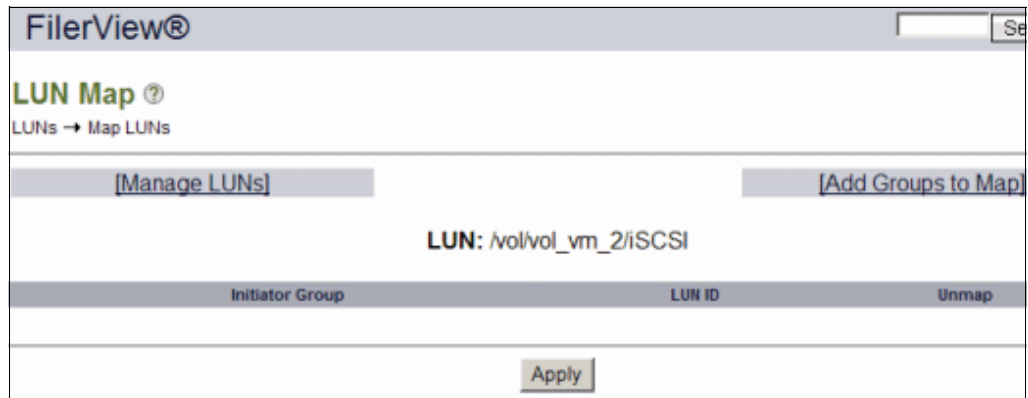 FilerView®
LUN Map ?
LUNs → Map LUNs
[Manage LUNs] [Add Groups to Map]
LUN: /vol/vol_vm_2/iSCSI
Initiator Group LUN ID Unmap
Apply